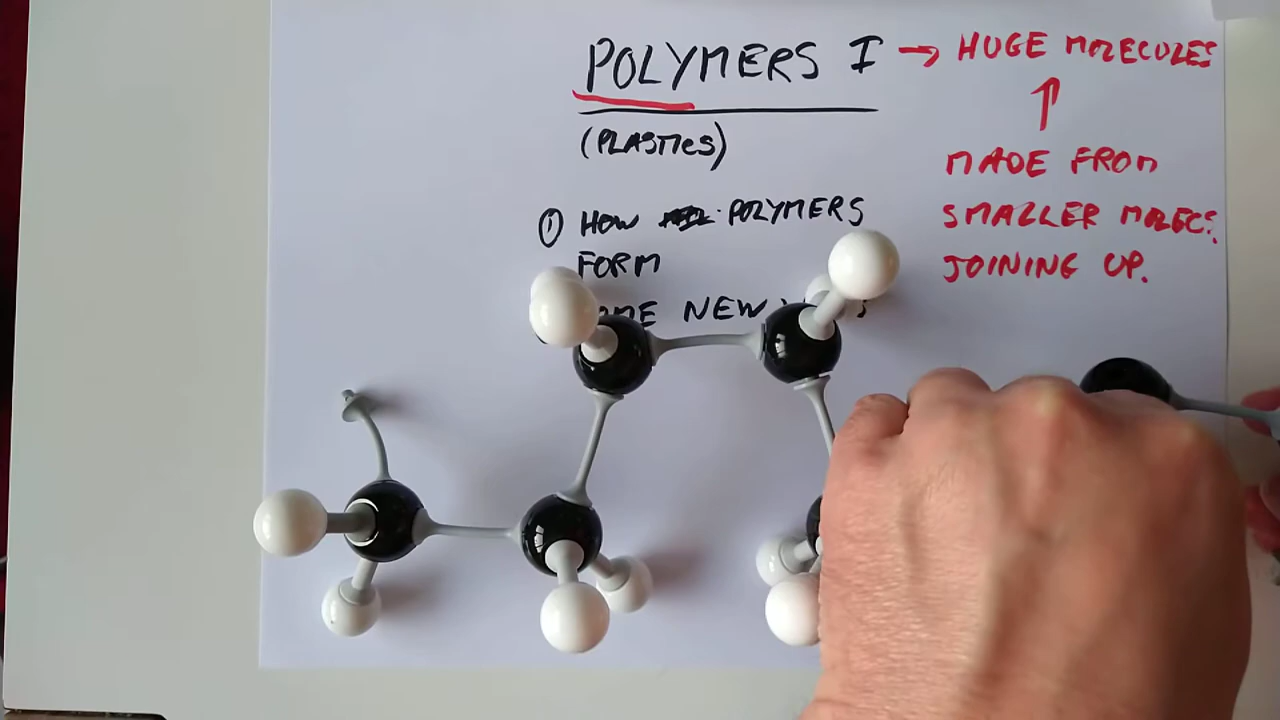 POLYMERS I → HUGE MOLECULES
(PLASTICS)
↑
MADE FROM
SMALLER MOLECS.
JOINING UP.
① HOW POLYMERS
FORM
NEW